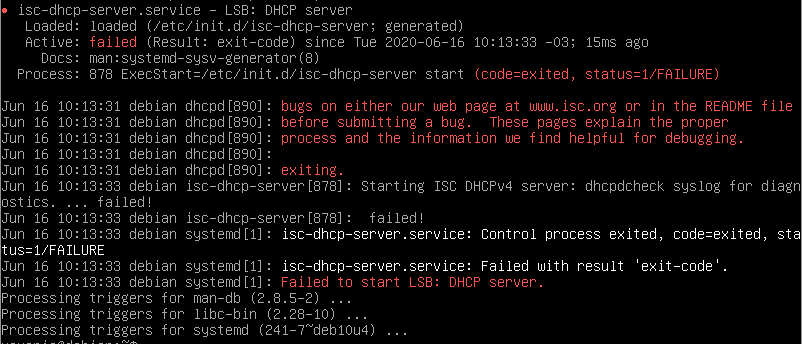 ● isc-dhcp-server.service - LSB: DHCP server
Loaded: loaded (/etc/init.d/isc-dhcp-server; generated)
Active: failed (Result: exit-code) since Tue 2020-06-16 10:13:33 -03; 15ms ago
Docs: man:systemd-sysv-generator(8)
Process: 878 ExecStart=/etc/init.d/isc-dhcp-server start (code=exited, status=1/FAILURE)
Jun 16 10:13:31 debian dhcpd[890]: bugs on either our web page at www.isc.org or in the README file
Jun 16 10:13:31 debian dhcpd[890]: before submitting a bug.  These pages explain the proper
Jun 16 10:13:31 debian dhcpd[890]: process and the information we find helpful for debugging.
Jun 16 10:13:31 debian dhcpd[890]:
Jun 16 10:13:31 debian dhcpd[890]: exiting.
Jun 16 10:13:33 debian isc-dhcp-server[878]: Starting ISC DHCPv4 server: dhcpdcheck syslog for diagn
ostics. ... failed!
Jun 16 10:13:33 debian isc-dhcp-server[878]:  failed!
Jun 16 10:13:33 debian systemd[1]: isc-dhcp-server.service: Control process exited, code=exited, sta
tus=1/FAILURE
Jun 16 10:13:33 debian systemd[1]: isc-dhcp-server.service: Failed with result 'exit-code'.
Jun 16 10:13:33 debian systemd[1]: Failed to start LSB: DHCP server.
Processing triggers for man-db (2.8.5-2) ...
Processing triggers for libc-bin (2.28-10) ...
Processing triggers for systemd (241-7~deb10u4) ...